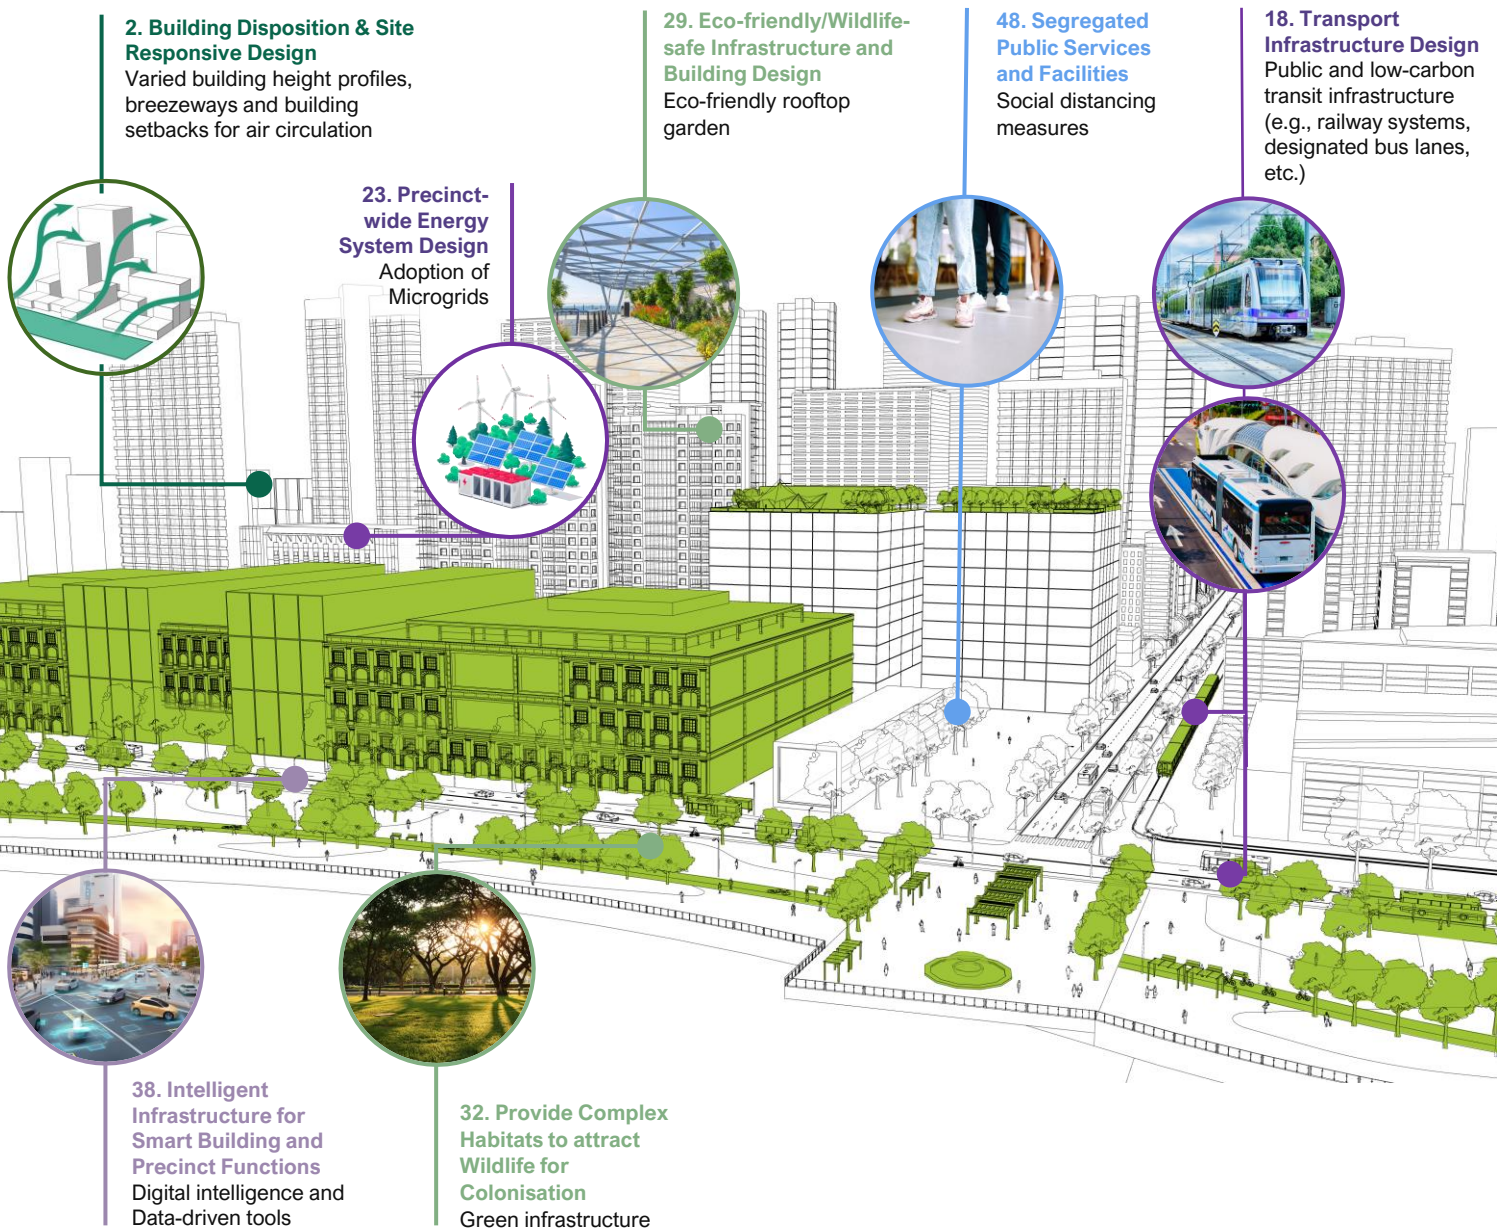 2. Building Disposition & Site
Responsive Design
Varied building height profiles,
breezeways and building
setbacks for air circulation
23. Precinct-
wide Energy
System Design
Adoption of
Microgrids
29. Eco-friendly/Wildlife-
safe Infrastructure and
Building Design
Eco-friendly rooftop
garden
48. Segregated
Public Services
and Facilities
Social distancing
measures
18. Transport
Infrastructure Design
Public and low-carbon
transit infrastructure
(e.g., railway systems,
designated bus lanes,
etc.)
38. Intelligent
Infrastructure for
Smart Building and
Precinct Functions
Digital intelligence and
Data-driven tools
32. Provide Complex
Habitats to attract
Wildlife for
Colonisation
Green infrastructure